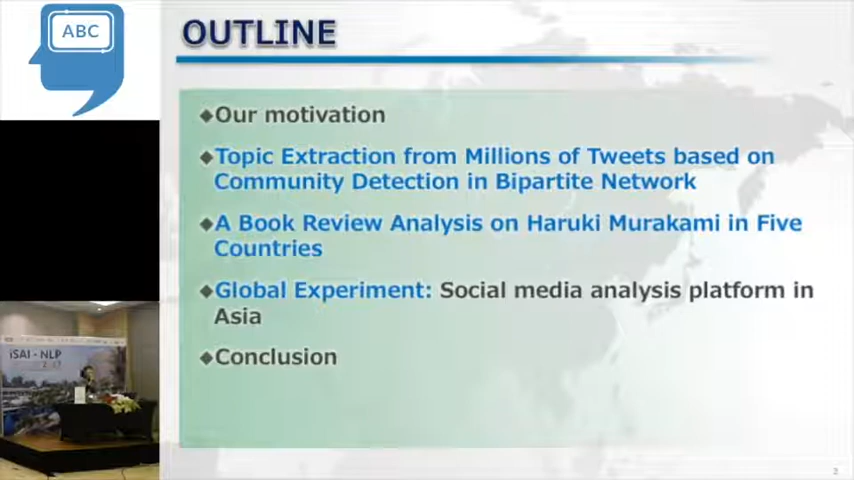 ABC
OUTLINE
◆Our motivation
◆Topic Extraction from Millions of Tweets based on
Community Detection in Bipartite Network
◆A Book Review Analysis on Haruki Murakami in Five
Countries
◆Global Experiment: Social media analysis platform in
Asia
◆Conclusion
iSAI - NLP
2